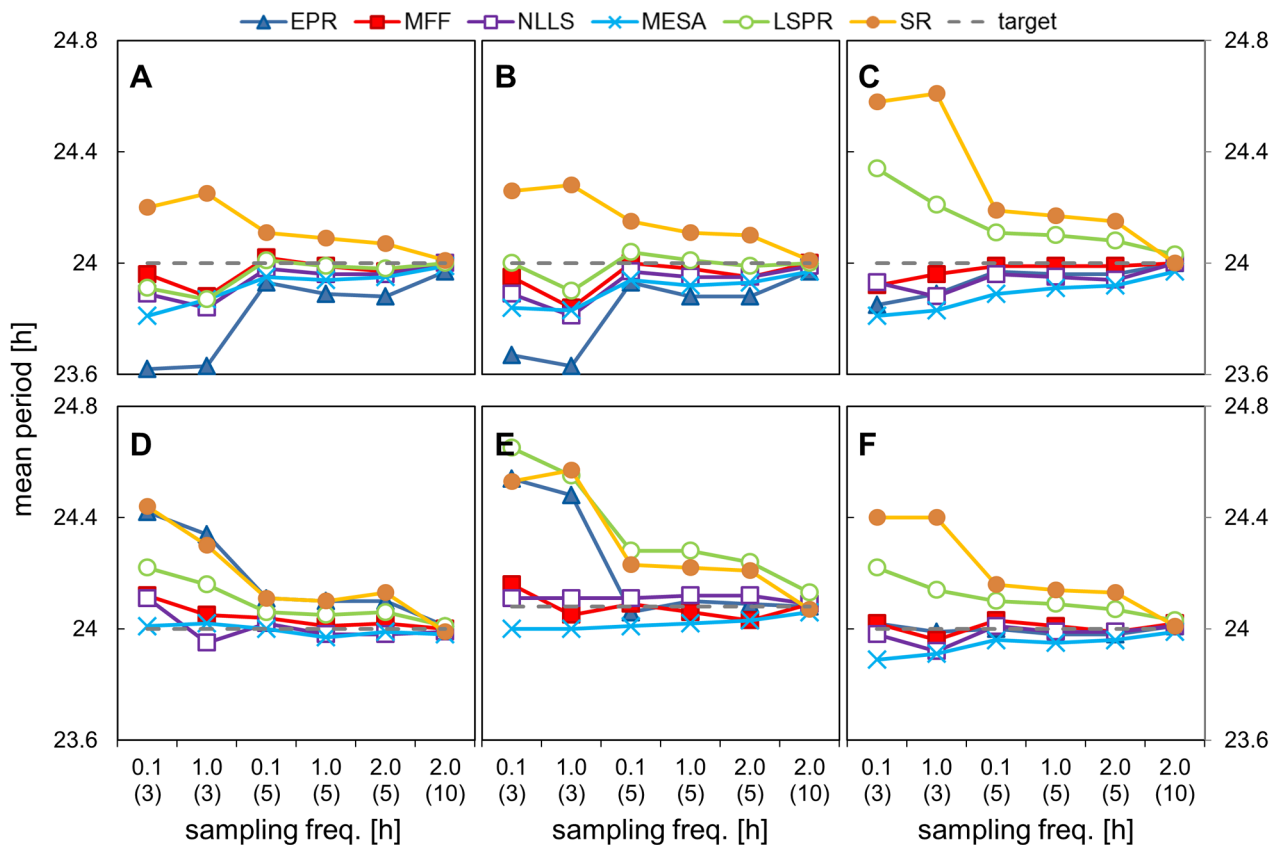 EPR MFF NLLS MESA LSPR SR target
24.8 24.8
A B C
24.4 24.4
24 24
23.6 23.6
mean period [h]
24.8 24.8
D E F
24.4 24.4
24 24
23.6 23.6
0.1 1.0 0.1 1.0 2.0 2.0 0.1 1.0 0.1 1.0 2.0 2.0 0.1 1.0 0.1 1.0 2.0 2.0
(3) (3) (5) (5) (5) (10) (3) (3) (5) (5) (5) (10) (3) (3) (5) (5) (5) (10)
sampling freq. [h] sampling freq. [h] sampling freq. [h]